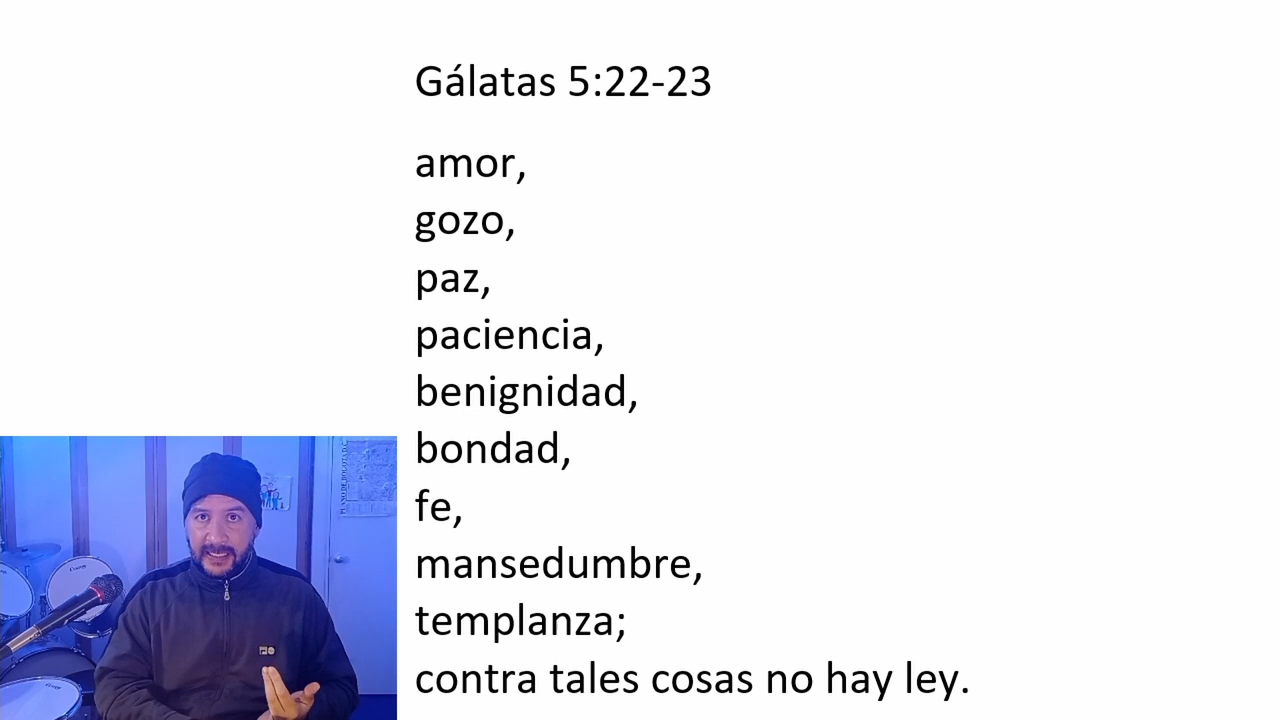 Gálatas 5:22-23
amor,
gozo,
paz,
paciencia,
benignidad,
bondad,
fe,
mansedumbre,
templanza;
contra tales cosas no hay ley.